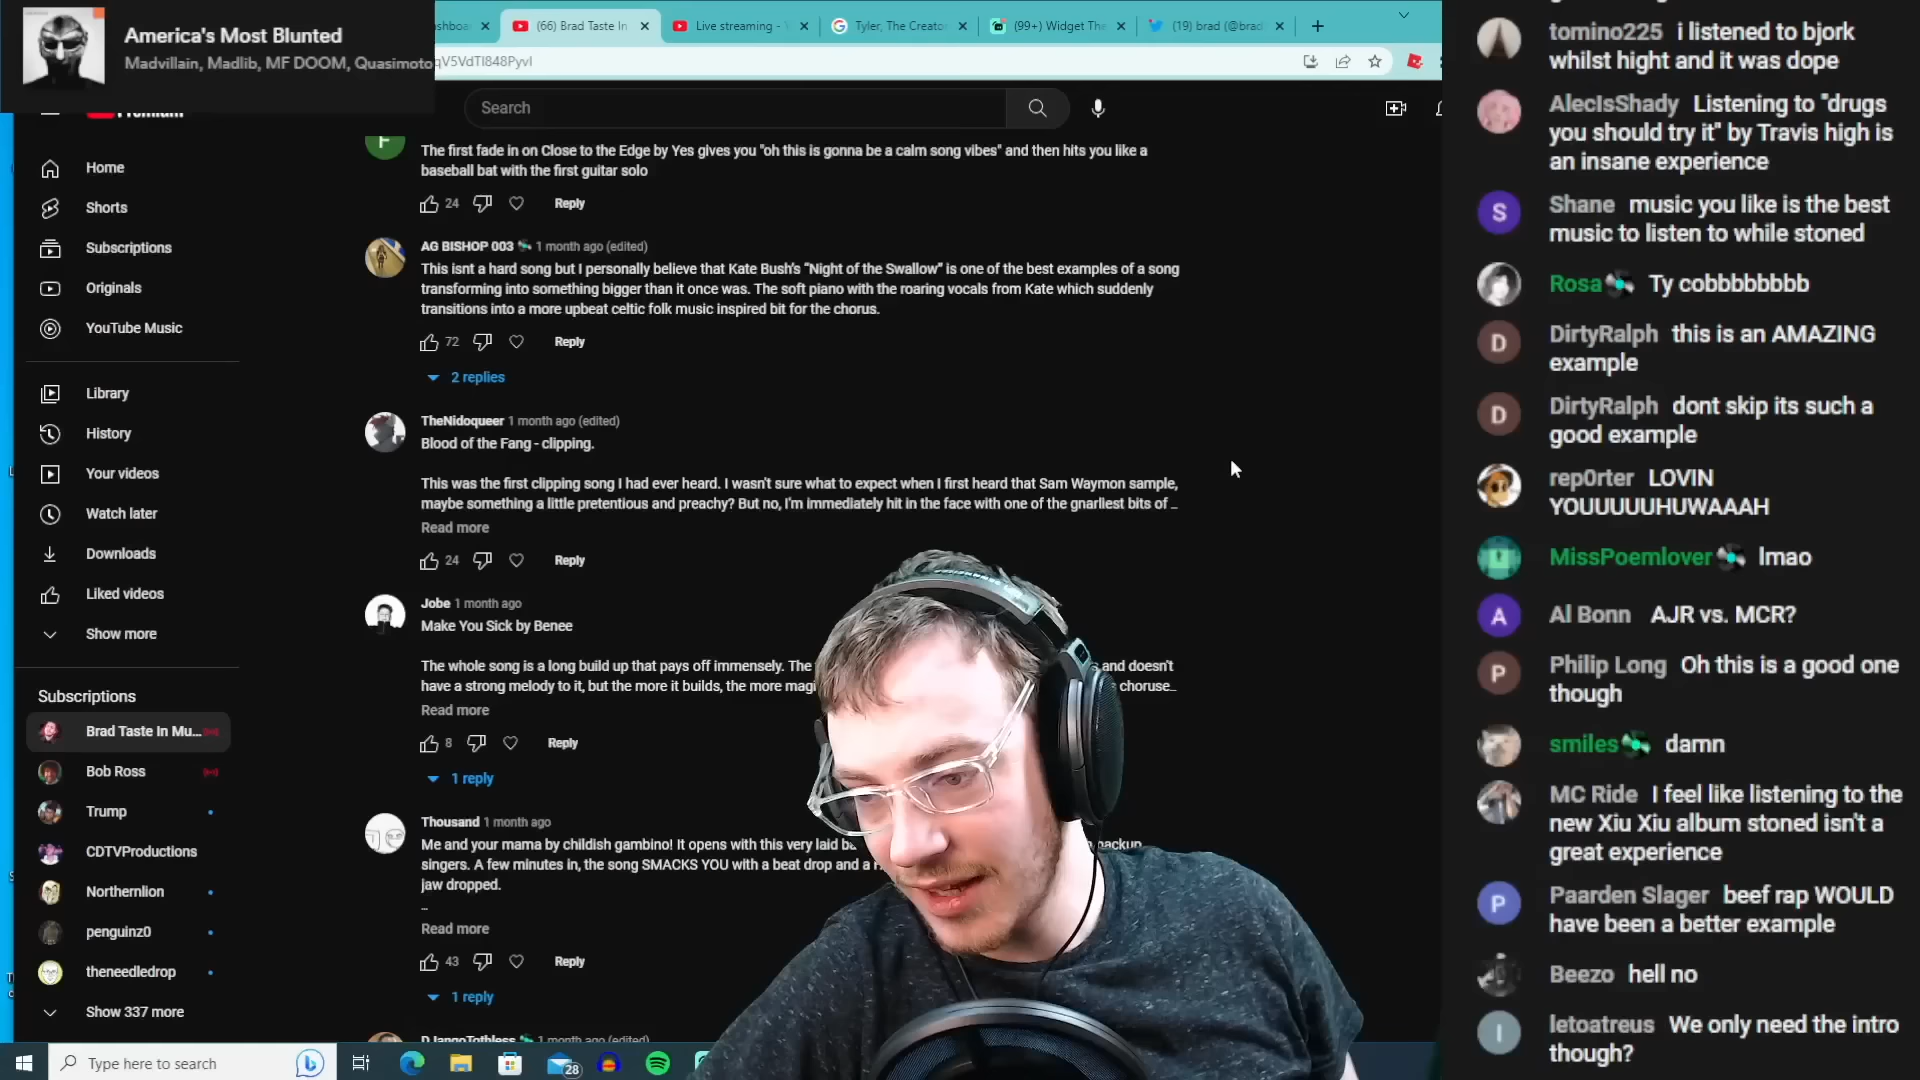 America's Most Blunted
Madvillain, Madlib, MF DOOM, Quasimoto
(66) Brad Taste In
Live streaming -
Tyler, The Creator
(99+) Widget The
(19) brad (@brad
qV5VdTI848PyvI
Search
Premium
Home
Shorts
Subscriptions
Originals
YouTube Music
Library
History
Your videos
Watch later
Downloads
Liked videos
Show more
Subscriptions
Brad Taste In Mu...
Bob Ross
Trump
CDTVProductions
Northernlion
penguinz0
theneedledrop
Show 337 more
F
The first fade in on Close to the Edge by Yes gives you "oh this is gonna be a calm song vibes" and then hits you like a
baseball bat with the first guitar solo
24 Reply
AG BISHOP 003 1 month ago (edited)
This isnt a hard song but I personally believe that Kate Bush's “Night of the Swallow” is one of the best examples of a song
transforming into something bigger than it once was. The soft piano with the roaring vocals from Kate which suddenly
transitions into a more upbeat celtic folk music inspired bit for the chorus.
72 Reply
2 replies
TheNidoqueer 1 month ago (edited)
Blood of the Fang - clipping.
This was the first clipping song I had ever heard. I wasn't sure what to expect when I first heard that Sam Waymon sample,
maybe something a little pretentious and preachy? But no, I'm immediately hit in the face with one of the gnarliest bits of ...
Read more
24 Reply
Jobe 1 month ago
Make You Sick by Benee
The whole song is a long build up that pays off immensely. The and doesn't
have a strong melody to it, but the more it builds, the more magi choruse...
Read more
8 Reply
1 reply
Thousand 1 month ago
Me and your mama by childish gambino! It opens with this very laid backup
singers. A few minutes in, the song SMACKS YOU with a beat drop and a
jaw dropped.
...
Read more
43 Reply
1 reply
DJangoTothless 1 month ago (edited)
Type here to search
28
tomino225 i listened to bjork
whilst hight and it was dope
AlecIsShady Listening to "drugs
you should try it" by Travis high is
an insane experience
S
Shane music you like is the best
music to listen to while stoned
Rosa Ty cobbbbbbbb
D
DirtyRalph this is an AMAZING
example
D
DirtyRalph dont skip its such a
good example
rep0rter LOVIN
YOUUUUUHUWAAAH
MissPoemlover lmao
A
Al Bonn AJR vs. MCR?
P
Philip Long Oh this is a good one
though
smiles damn
MC Ride I feel like listening to the
new Xiu Xiu album stoned isn't a
great experience
P
Paarden Slager beef rap WOULD
have been a better example
Beezo hell no
I
letoatreus We only need the intro
though?